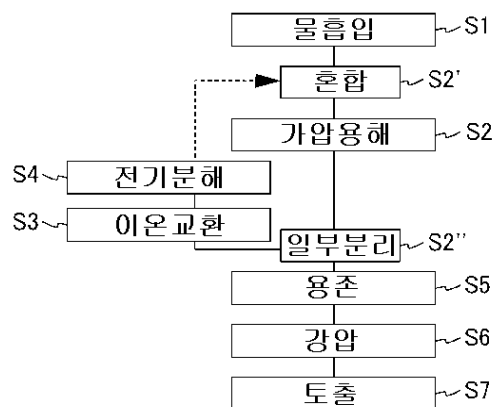 물흡입 S1
혼합 S2'
가압용해 S2
S4 전기분해
S3 이온교환
일부분리 S2''
용존 S5
강압 S6
토출 S7